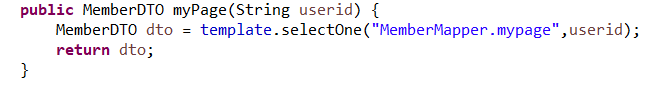 public MemberDTO myPage(String userid) {
    MemberDTO dto = template.selectOne("MemberMapper.mypage",userid);
    return dto;
}